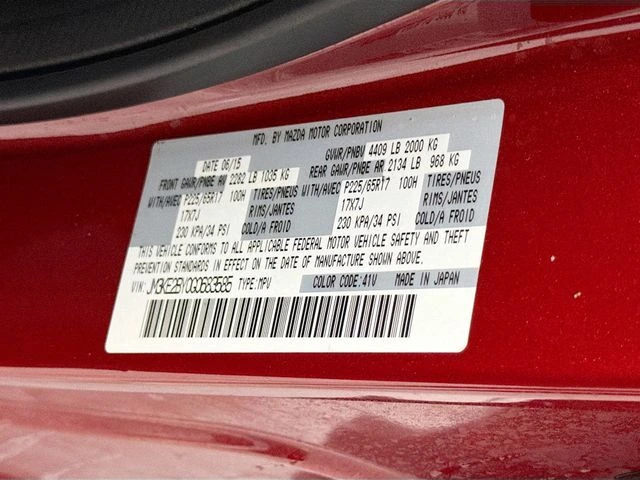 MFD. BY MAZDA MOTOR CORPORATION
DATE 06/15 GVWR/PNBV 4409 LB 2000 KG
FRONT GAWR/PNBE AV 2282 LB 1035 KG REAR GAWR/PNBE AR 2134 LB 968 KG
WITH/AVEC P225/65R17 100H TIRES/PNEUS WITH/AVEC P225/65R17 100H TIRES/PNEUS
17X7J RIMS/JANTES 17X7J RIMS/JANTES
230 KPA/34 PSI COLD/A FROID 230 KPA/34 PSI COLD/A FROID
THIS VEHICLE CONFORMS TO ALL APPLICABLE FEDERAL MOTOR VEHICLE SAFETY AND THEFT
PREVENTION STANDARDS IN EFFECT ON THE DATE OF MANUFACTURE SHOWN ABOVE.
VIN: TYPE:MPV COLOR CODE:41V MADE IN JAPAN